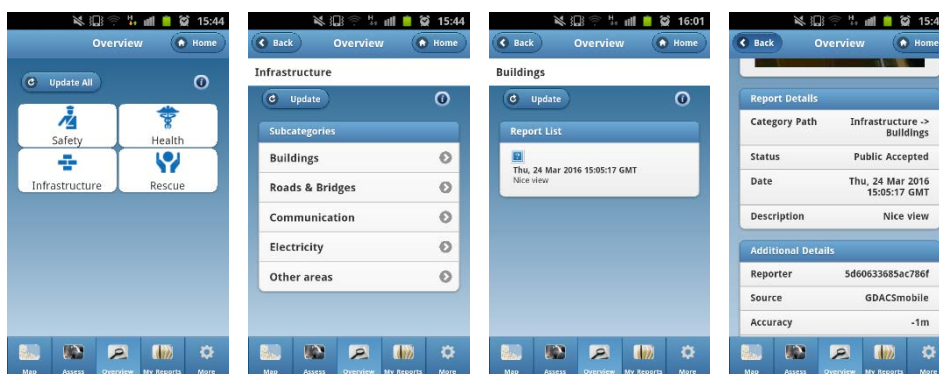 15:44
Overview
Home
Update All
Safety
Health
Infrastructure
Rescue
Map
Assess
Overview
My Reports
More
15:44
Back
Overview
Home
Infrastructure
Update
Subcategories
Buildings
Roads & Bridges
Communication
Electricity
Other areas
Map
Assess
Overview
My Reports
More
16:01
Back
Overview
Home
Buildings
Update
Report List
Thu, 24 Mar 2016 15:05:17 GMT
Nice view
Map
Assess
Overview
My Reports
More
15:4
Back
Overview
Home
Report Details
Category Path Infrastructure ->
Buildings
Status Public Accepted
Date Thu, 24 Mar 2016
15:05:17 GMT
Description Nice view
Additional Details
Reporter 5d60633685ac786f
Source GDACSmobile
Accuracy -1m
Map
Assess
Overview
My Reports
More